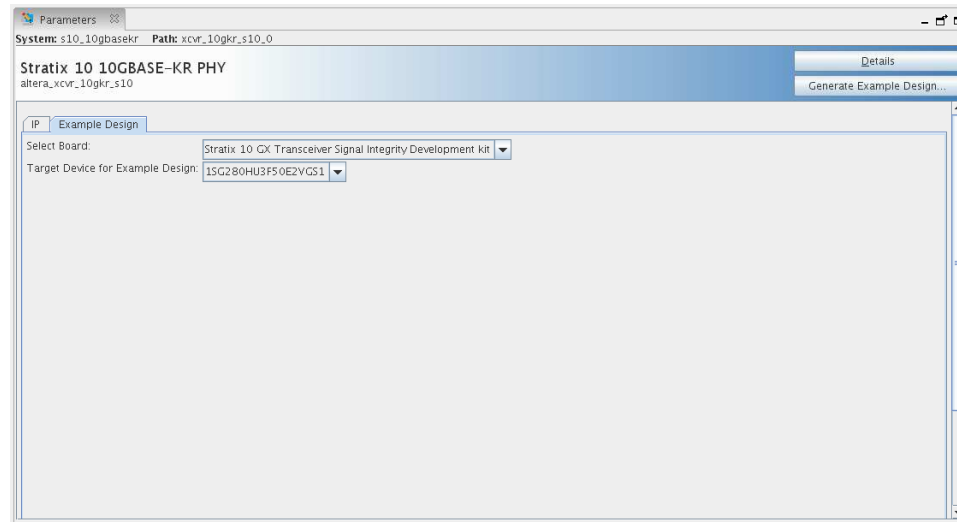 Parameters
System: s10_10gbasekr Path: xcvr_10gkr_s10_0
Stratix 10 10GBASE-KR PHY
altera_xcvr_10gkr_s10
Details
Generate Example Design...
IP Example Design
Select Board: Stratix 10 GX Transceiver Signal Integrity Development kit
Target Device for Example Design: 1SG280HU3F50E2VGS1